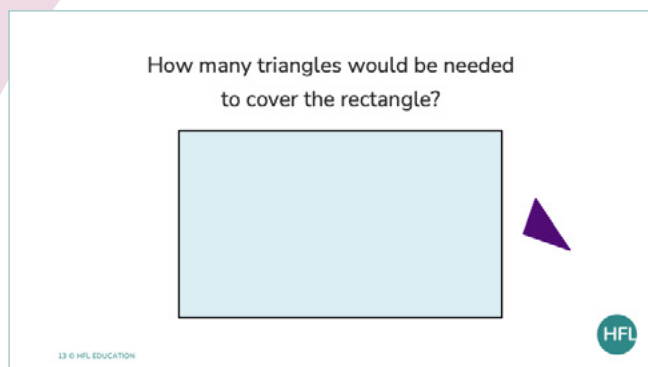 How many triangles would be needed
to cover the rectangle?
HFL
13 © HFL EDUCATION